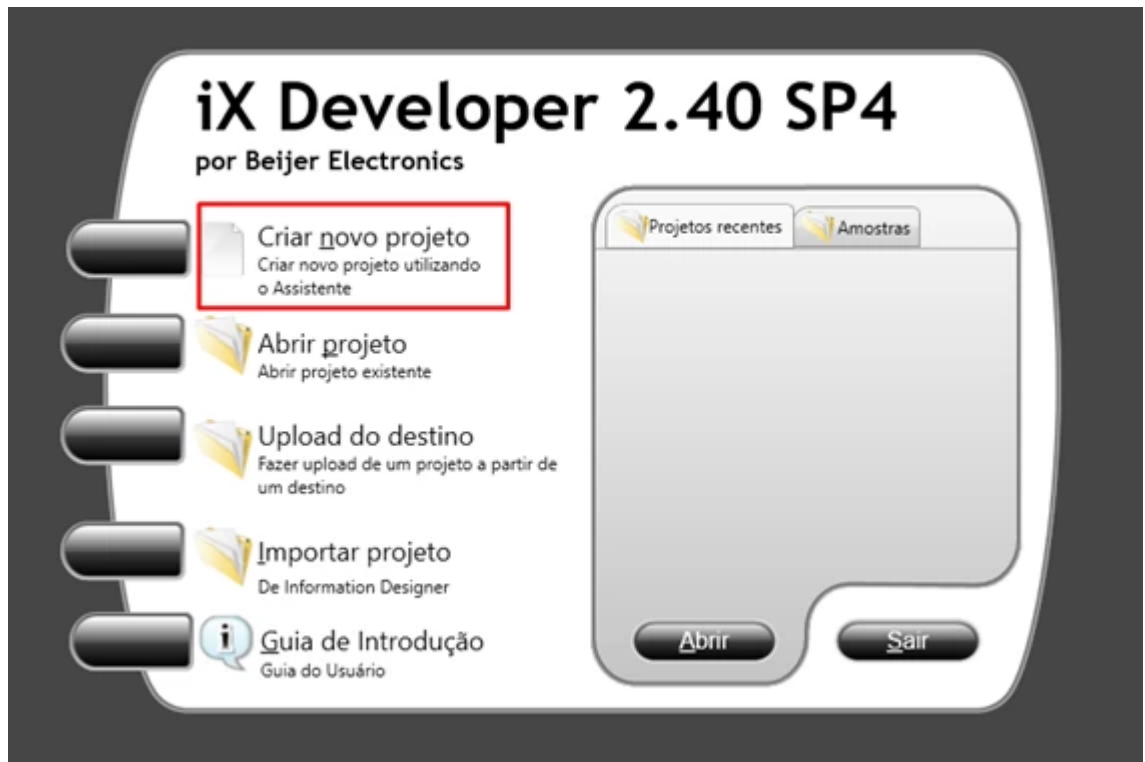 iX Developer 2.40 SP4
por Beijer Electronics
Criar novo projeto
Criar novo projeto utilizando
o Assistente
Abrir projeto
Abrir projeto existente
Upload do destino
Fazer upload de um projeto a partir de
um destino
Importar projeto
De Information Designer
Guia de Introdução
Guia do Usuário
Projetos recentes
Amostras
Abrir
Sair